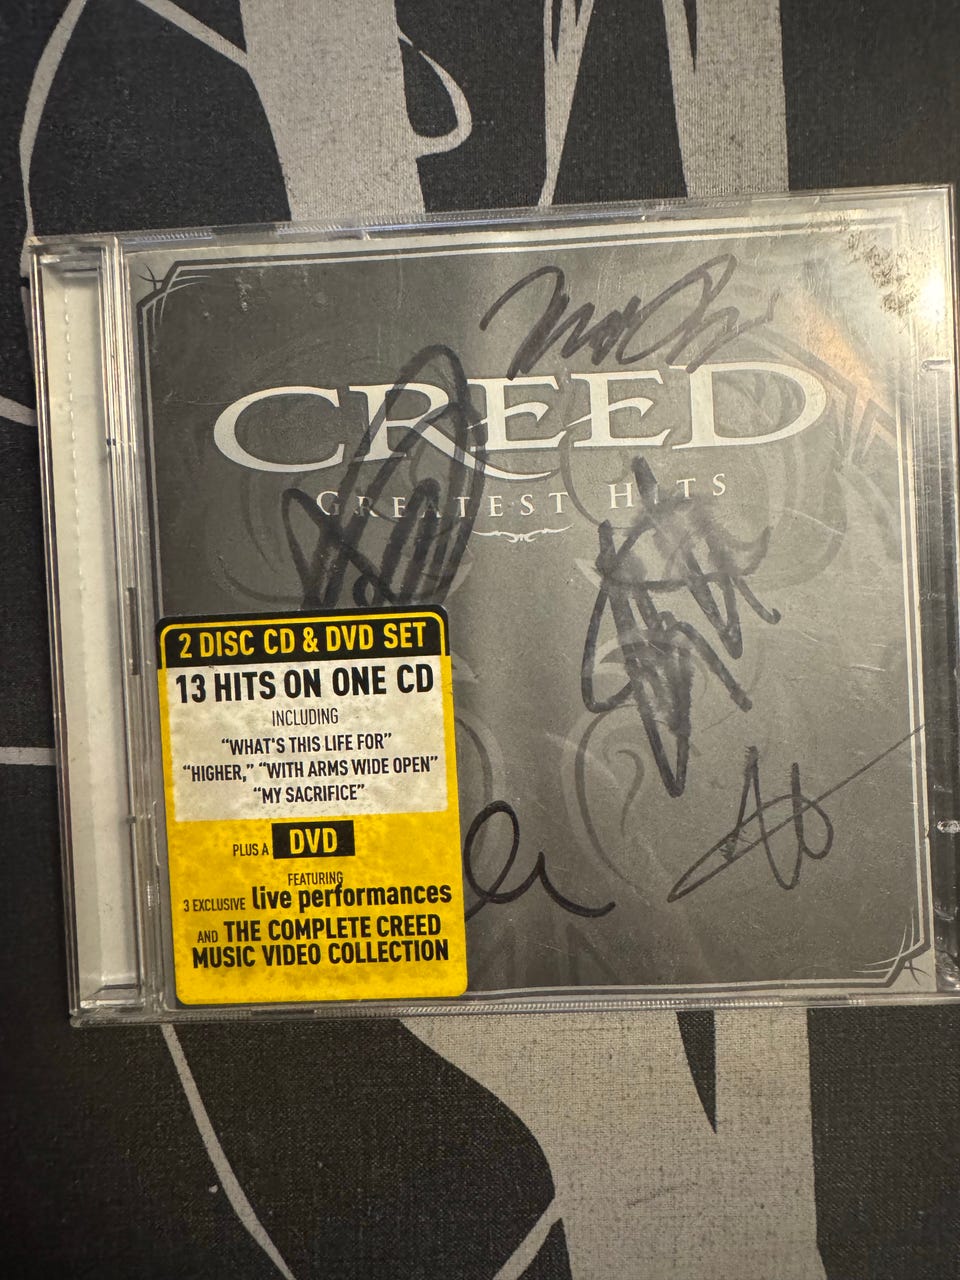 CREED
GREATEST HITS
2 DISC CD & DVD SET
13 HITS ON ONE CD
INCLUDING
"WHAT'S THIS LIFE FOR"
"HIGHER," "WITH ARMS WIDE OPEN"
"MY SACRIFICE"
PLUS A DVD
FEATURING
3 EXCLUSIVE live performances
AND THE COMPLETE CREED
MUSIC VIDEO COLLECTION